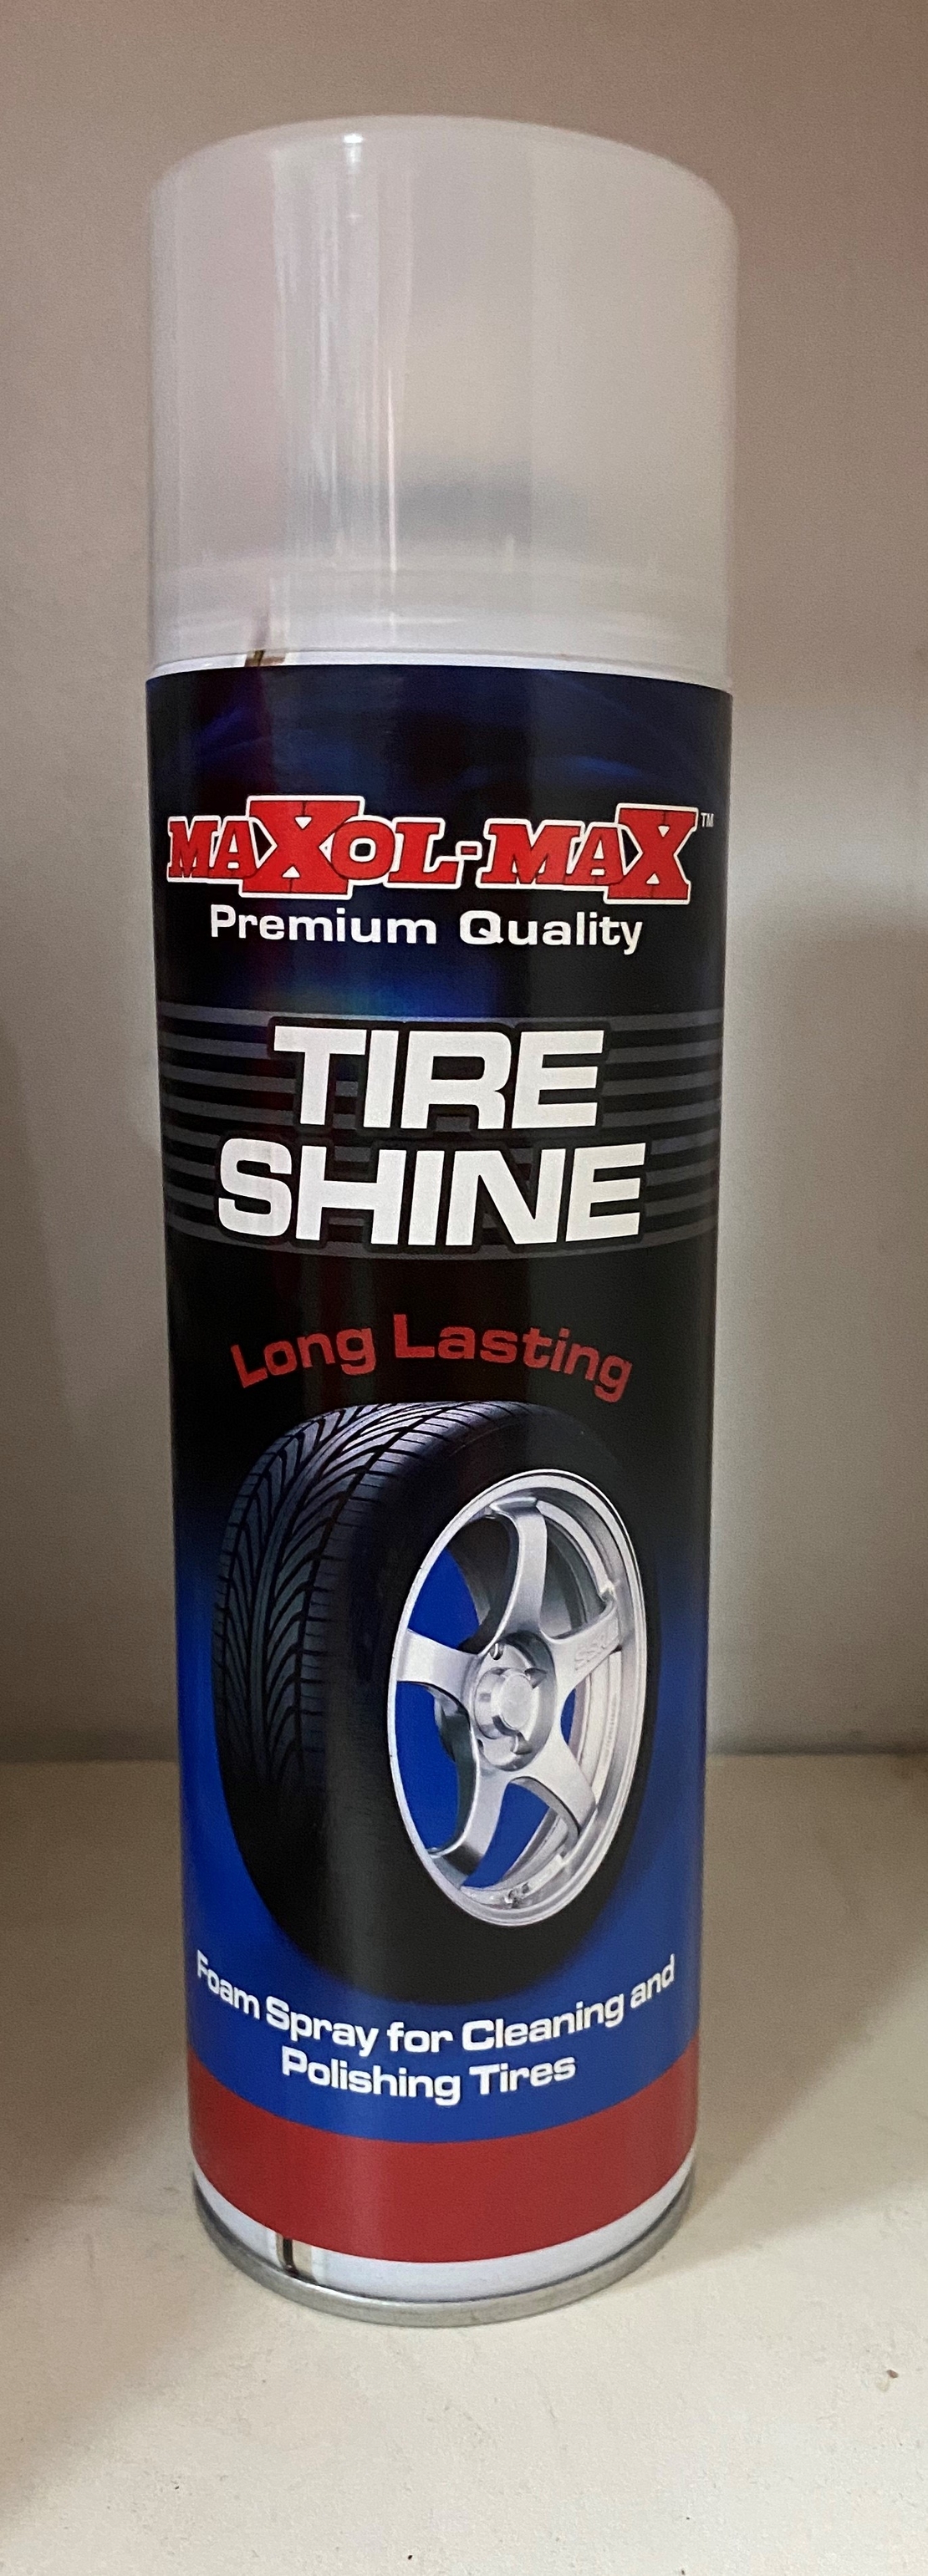 MAXOL-MAX™
Premium Quality
TIRE
SHINE
Long Lasting
Foam Spray for Cleaning and
Polishing Tires